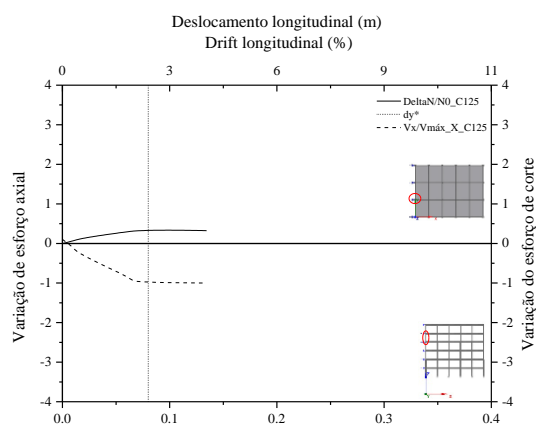 Deslocamento longitudinal (m)
Drift longitudinal (%)
0 3 6 8 11
DeltaN/N0_C125
dy*
Vx/Vmáx_X_C125
Variação de esforço axial
4
3
2
1
0
-1
-2
-3
-4
4
3
2
1
0
-1
-2
-3
-4
Variação do esforço de corte
0.0 0.1 0.2 0.3 0.4